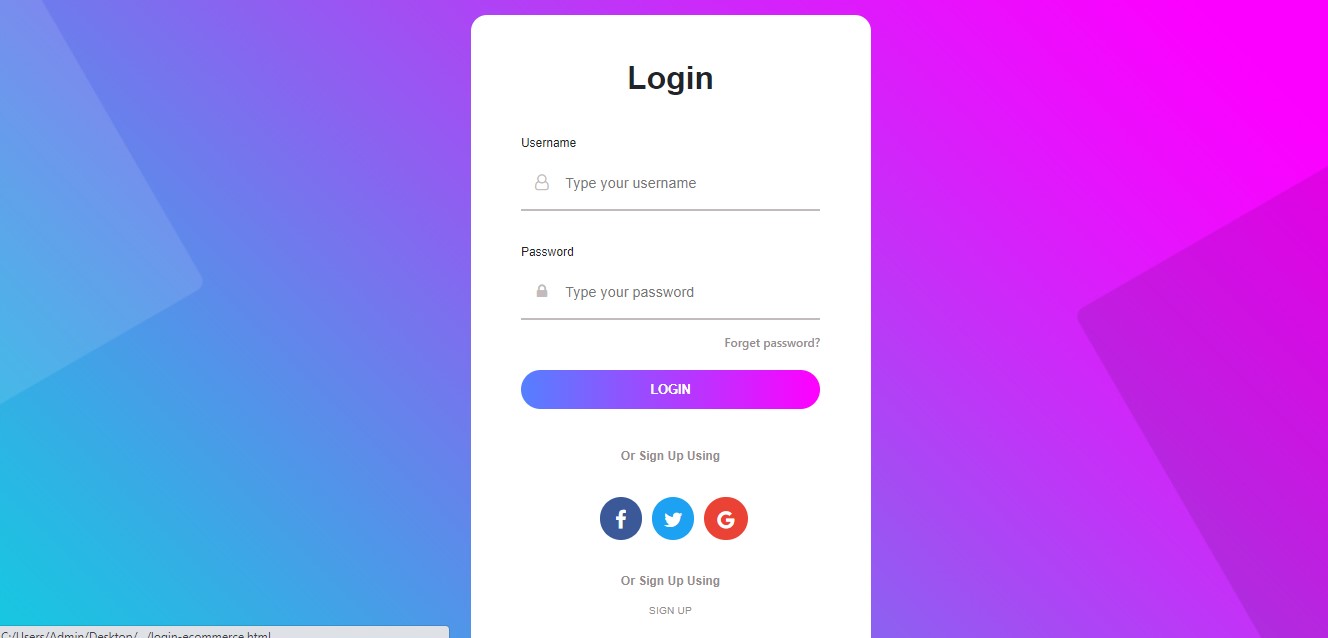 Login
Username
Type your username
Password
Type your password
Forget password?
LOGIN
Or Sign Up Using
Or Sign Up Using
SIGN UP
C:/Users/Admin/Desktop/.../login-ecommerce.html